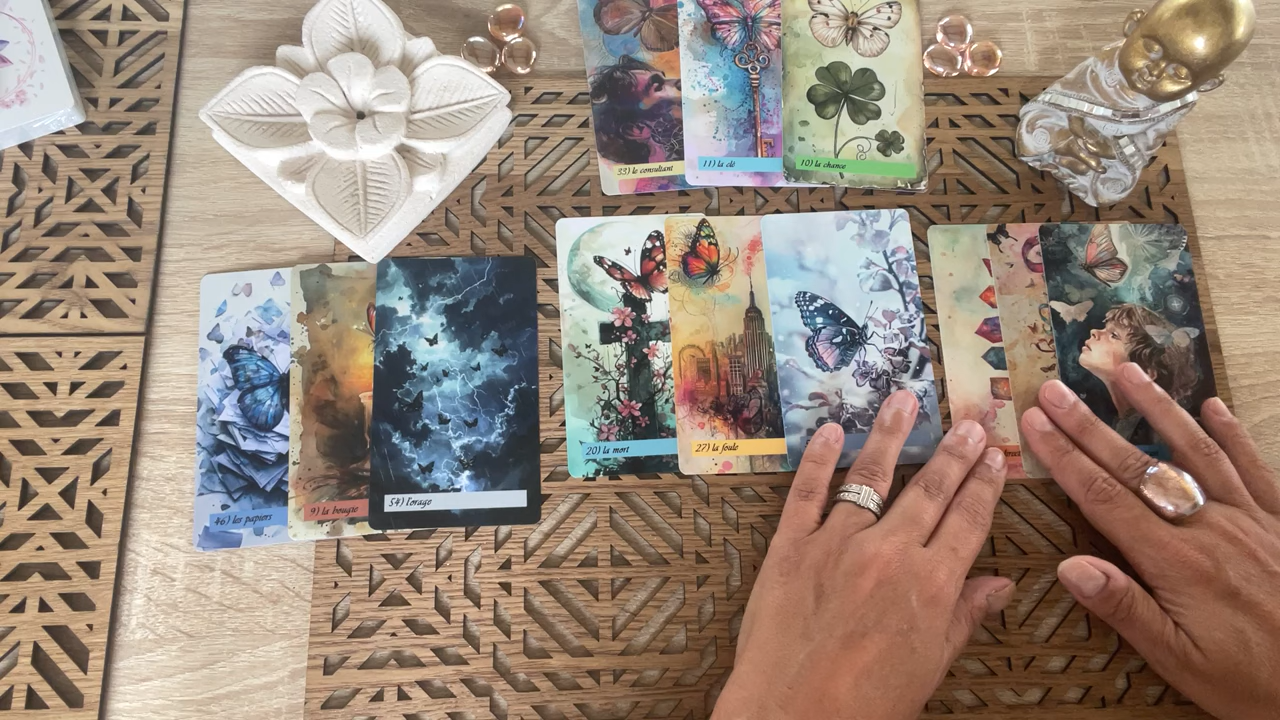 33) le consultant
11) la clé
10) la chance
46) les papiers
9) la bougie
54) l'orage
20) la mort
27) la foule